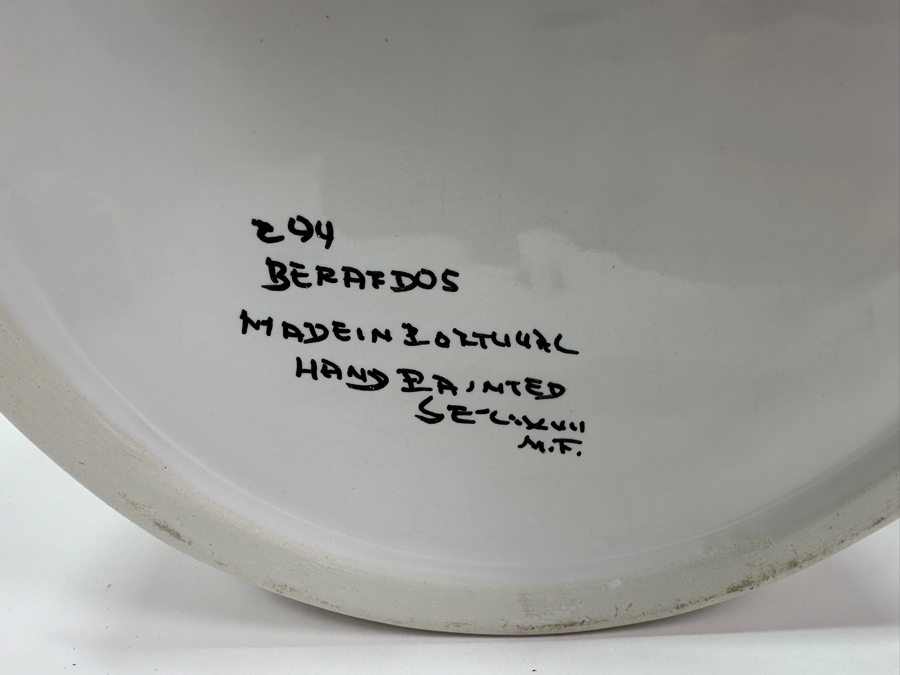 294
BERARDOS
MADE IN PORTUGAL
HAND PAINTED
SEC. XVII
M.F.